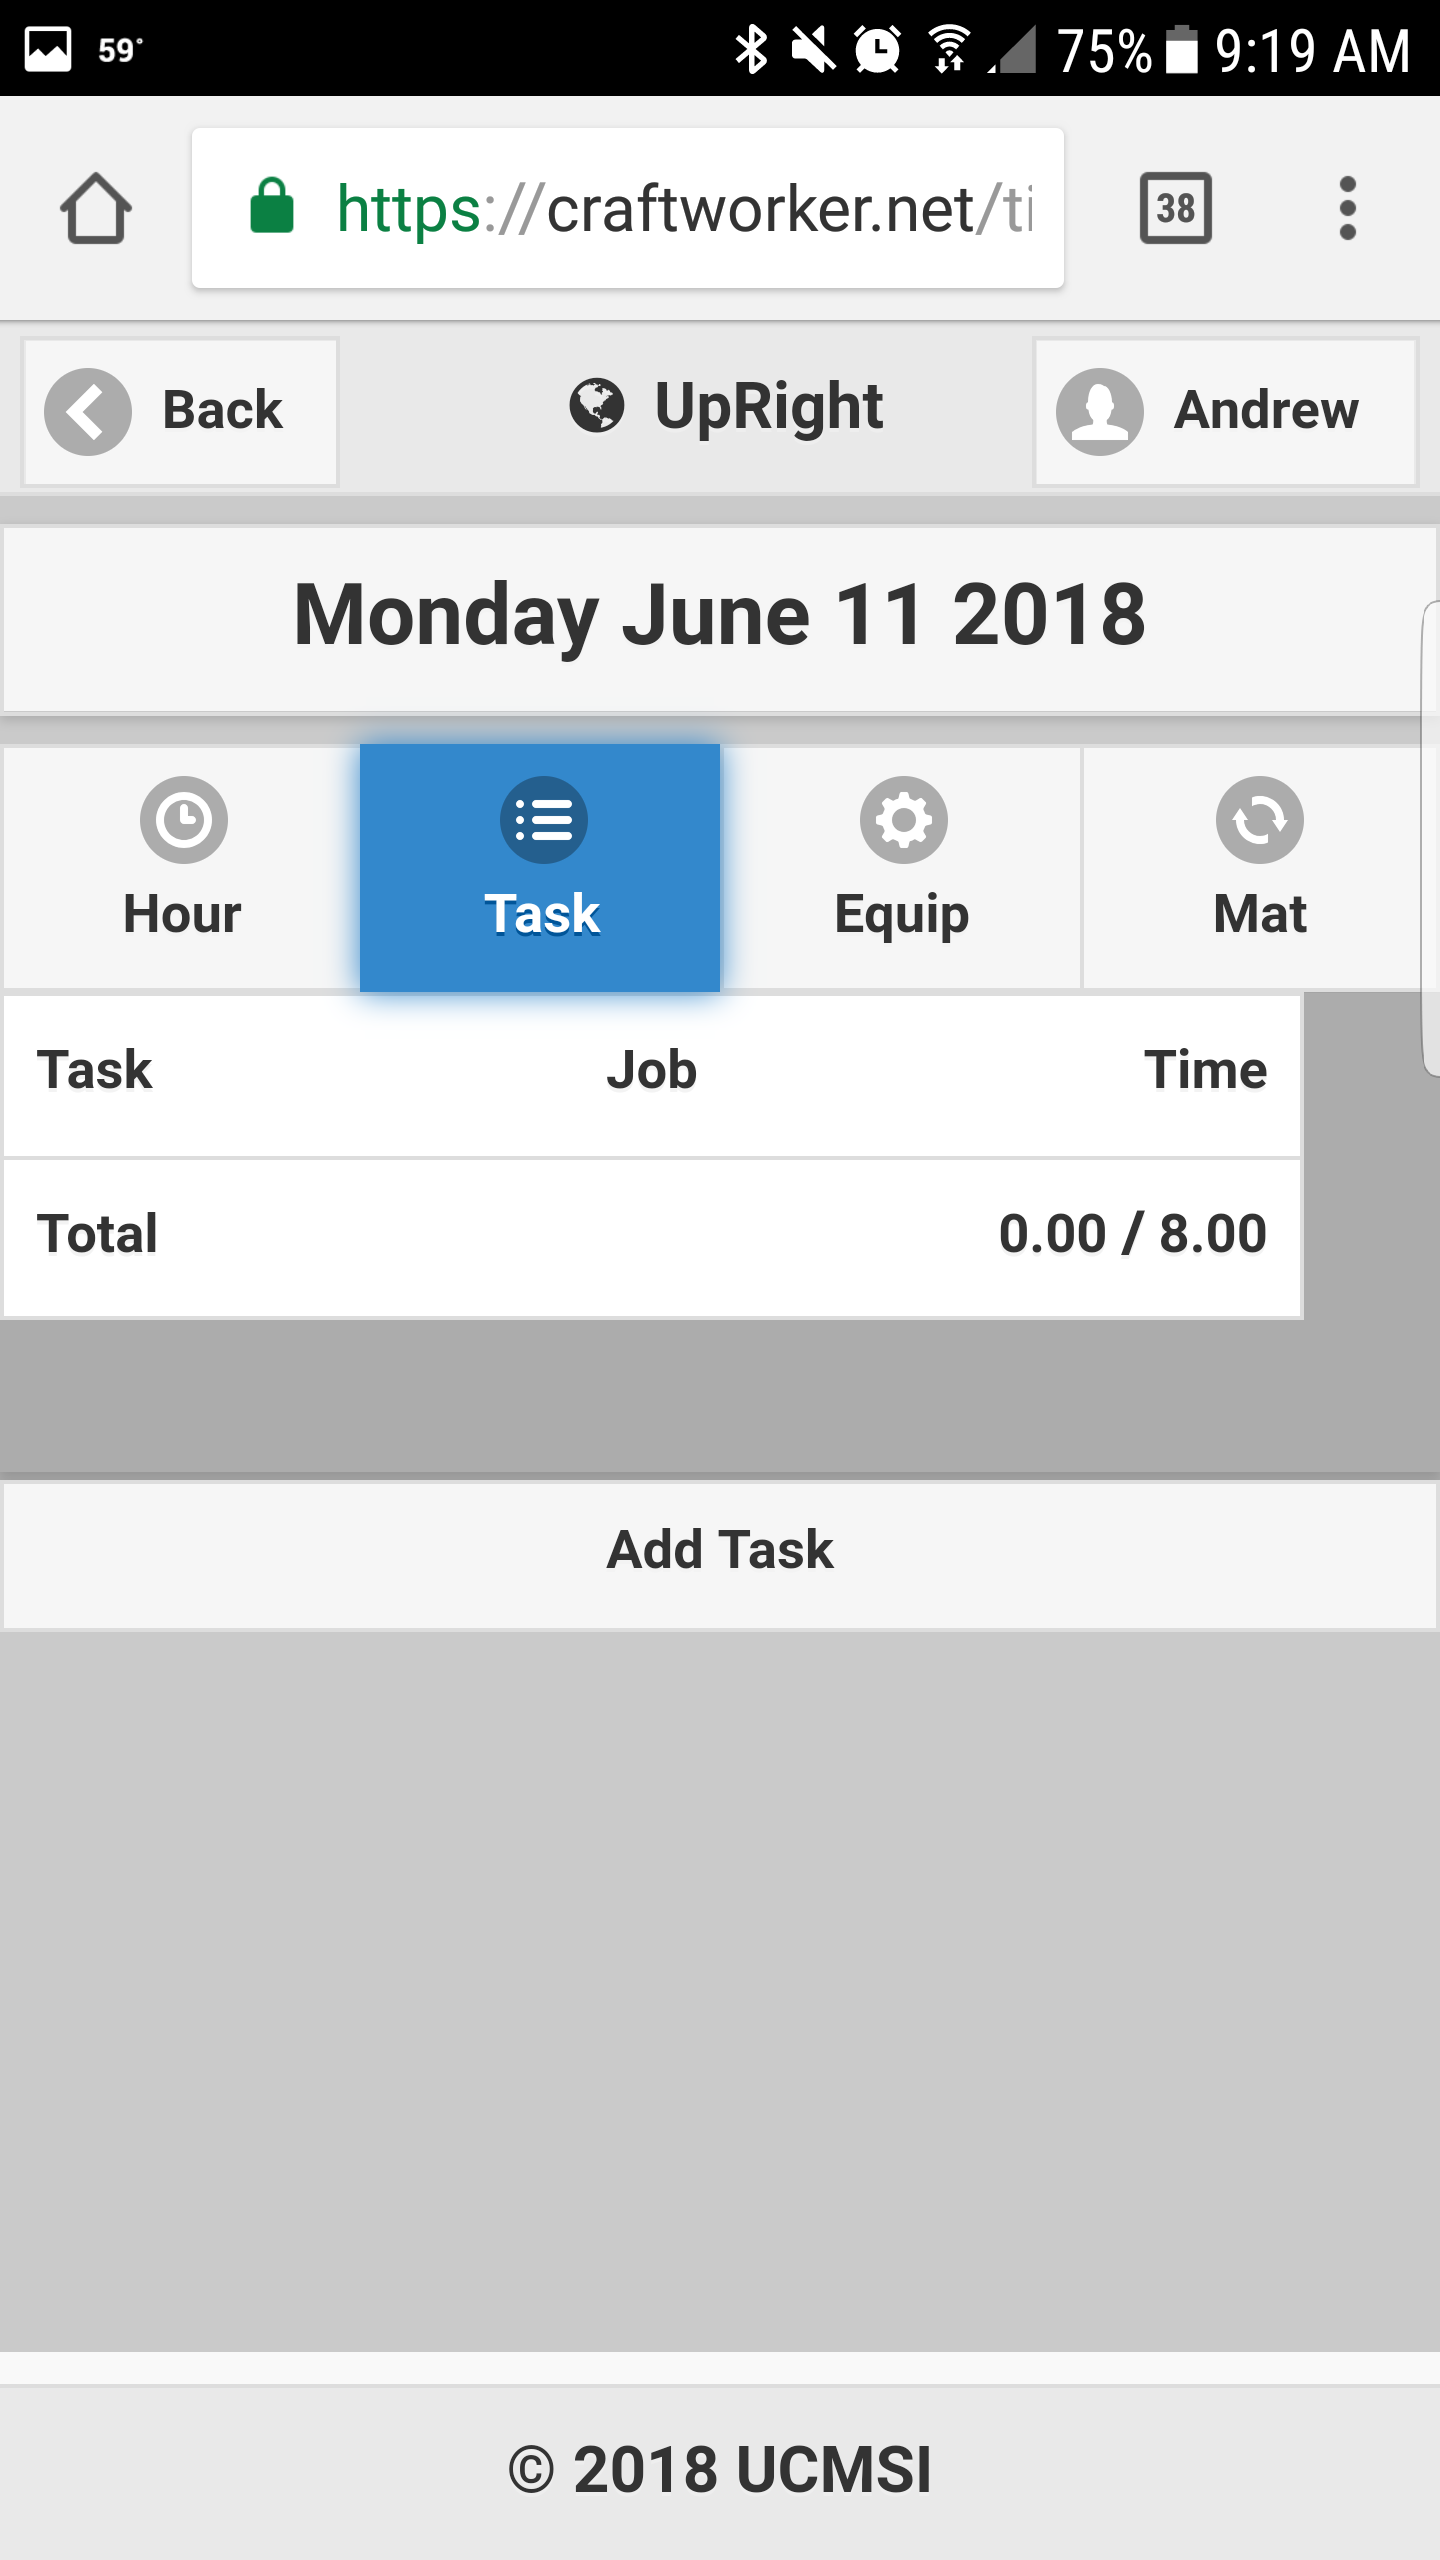 59° 75% 9:19 AM
https://craftworker.net/ti 38
Back UpRight Andrew
Monday June 11 2018
Hour Task Equip Mat
Task Job Time
Total 0.00 / 8.00
Add Task
© 2018 UCMSI